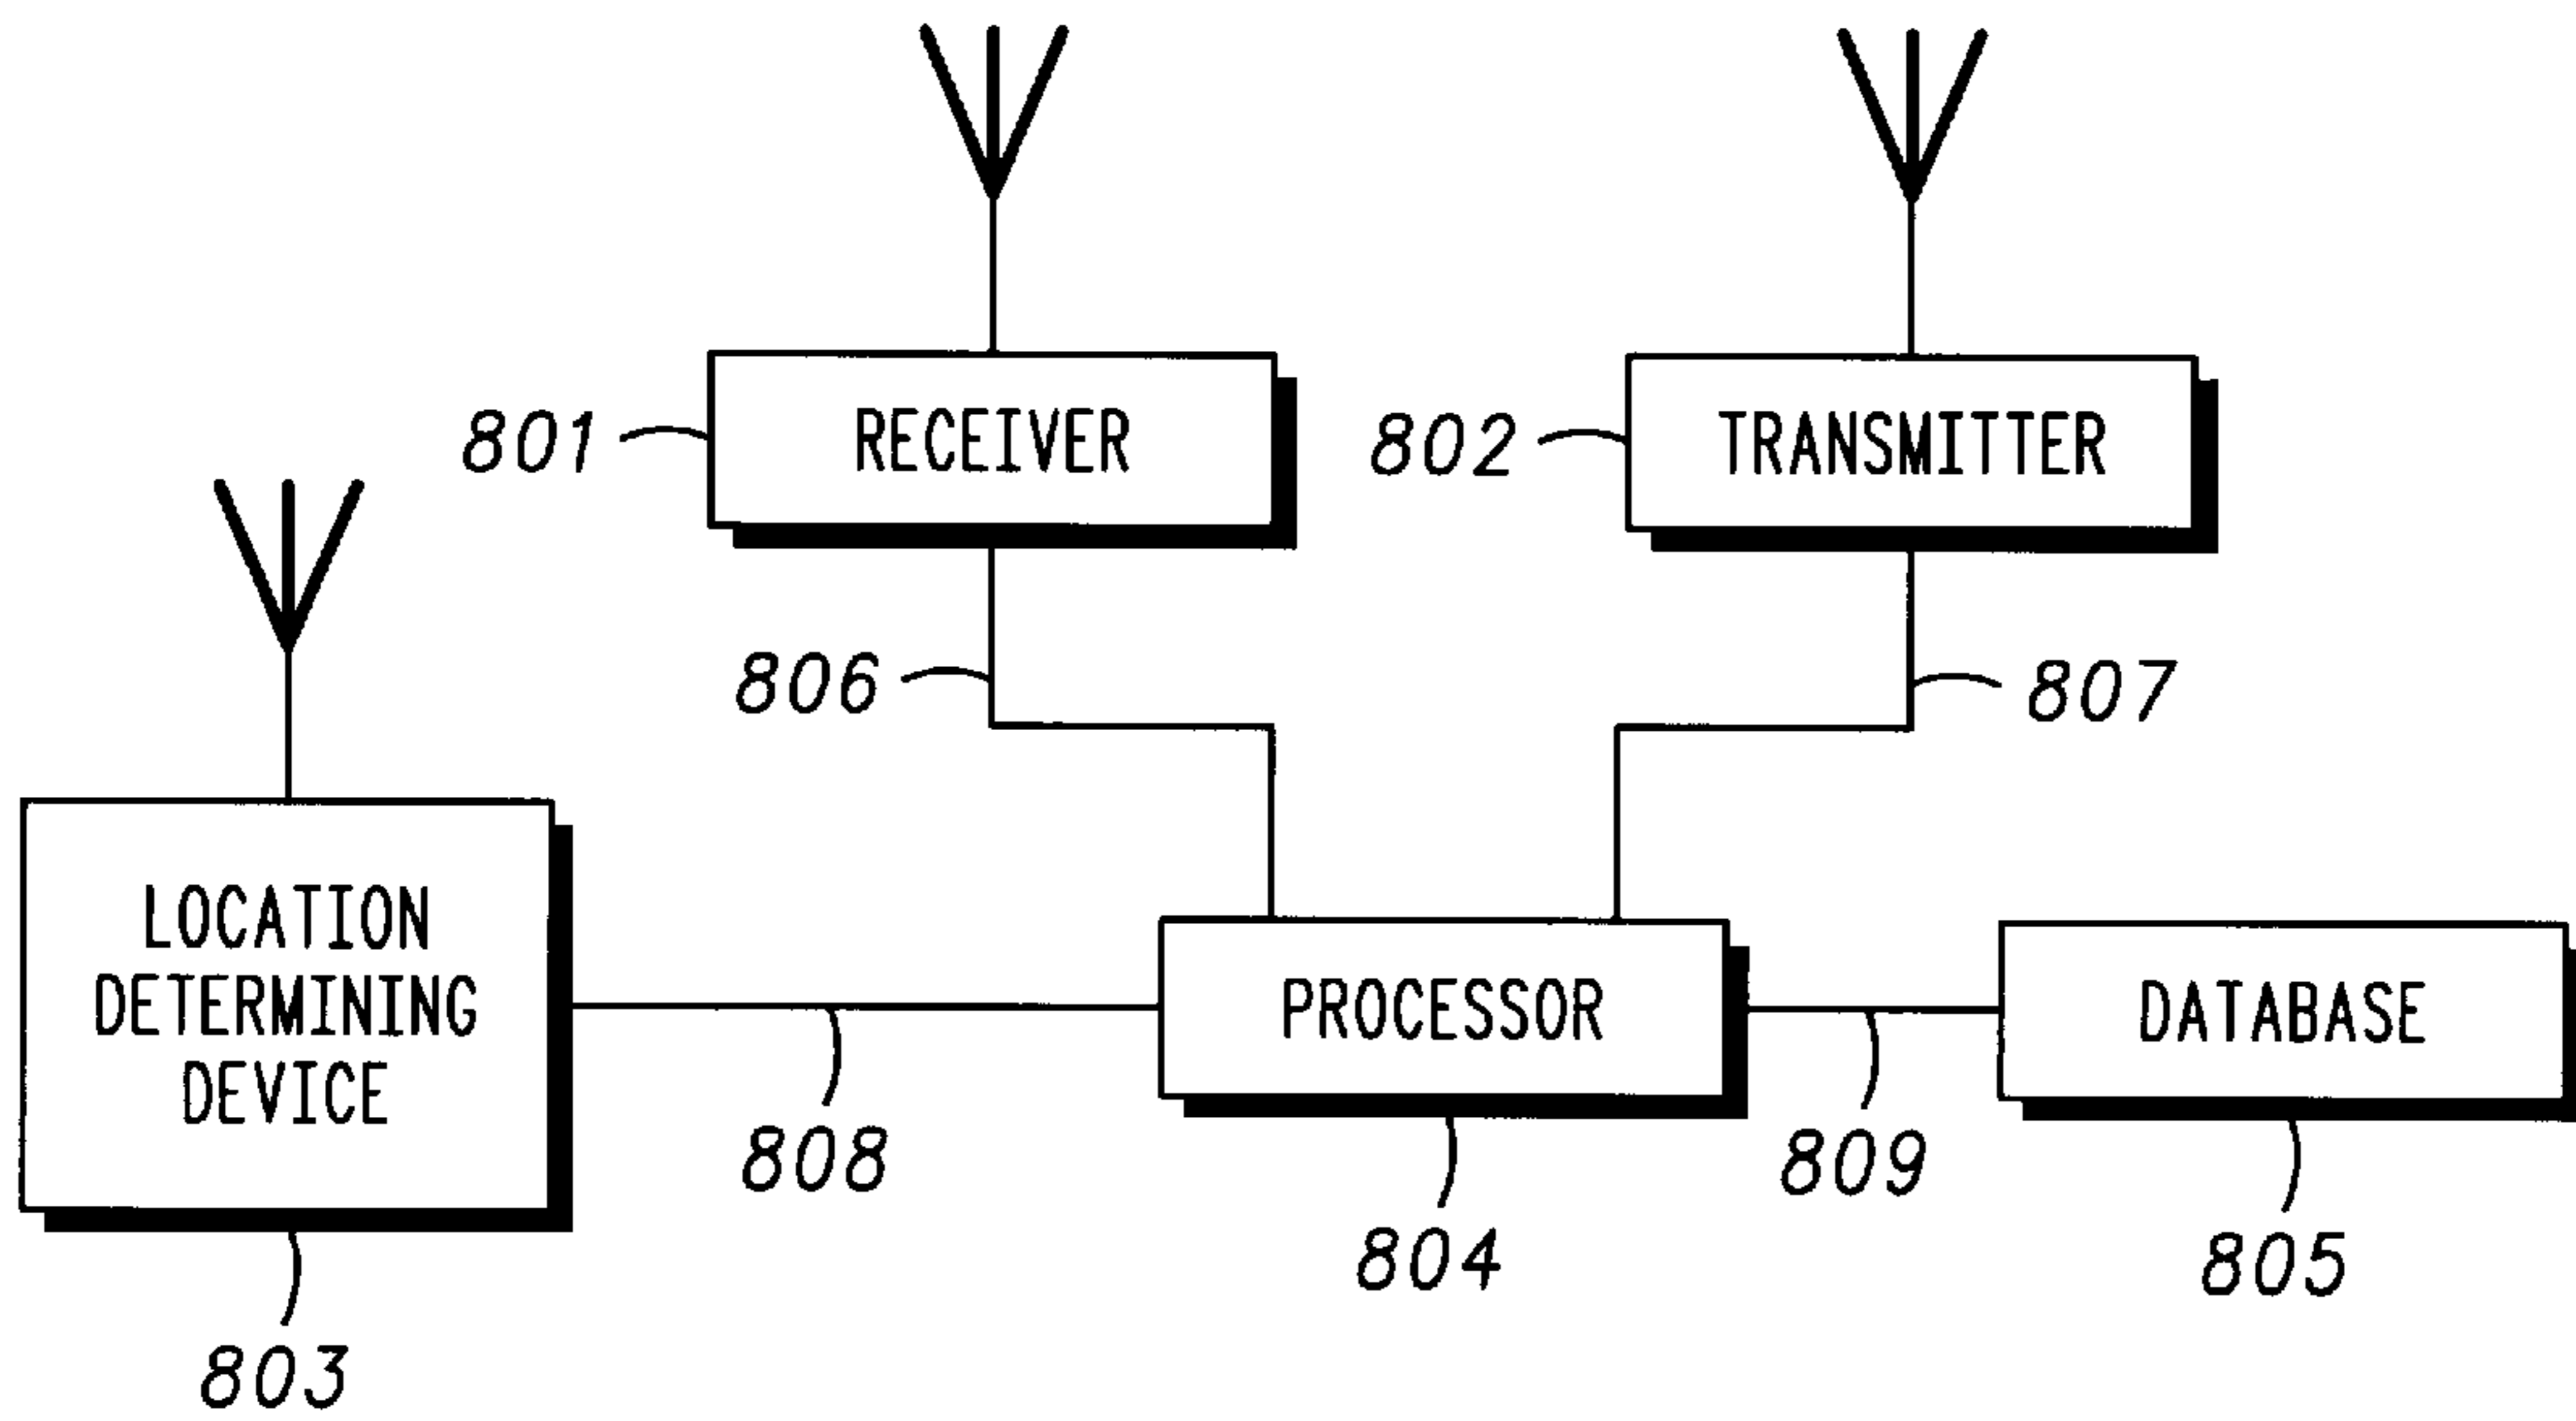 801
RECEIVER
802
TRANSMITTER
806
807
LOCATION
DETERMINING
DEVICE
PROCESSOR
DATABASE
808
809
804
805
803